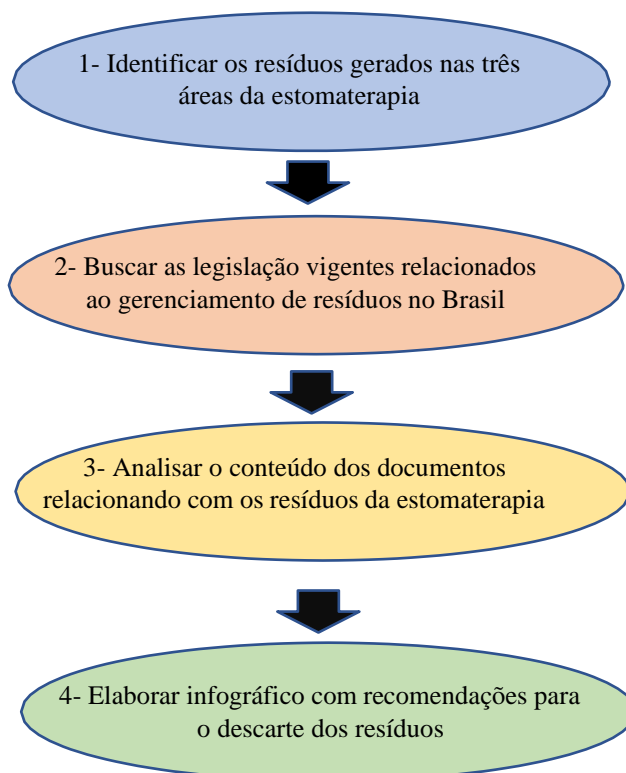 1- Identificar os resíduos gerados nas três
áreas da estomaterapia
2- Buscar as legislação vigentes relacionados
ao gerenciamento de resíduos no Brasil
3- Analisar o conteúdo dos documentos
relacionando com os resíduos da estomaterapia
4- Elaborar infográfico com recomendações para
o descarte dos resíduos